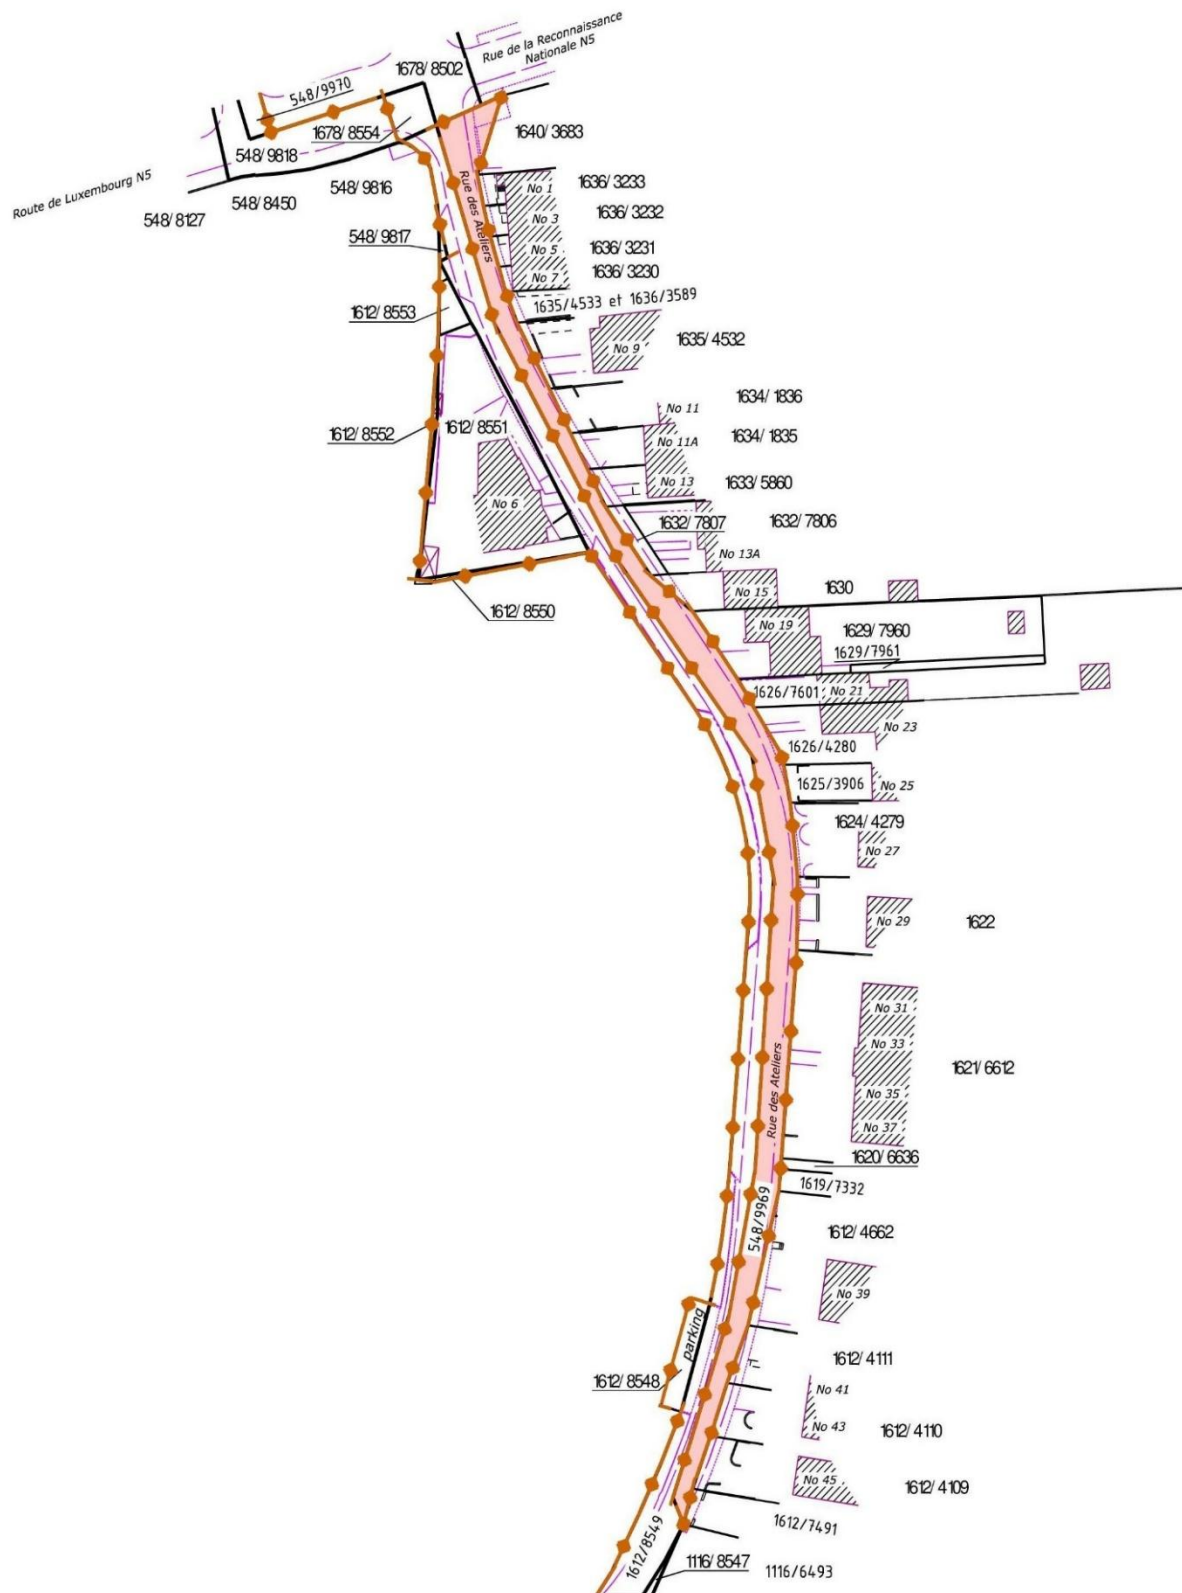 Rue de la Reconnaissance
Nationale N5
1678/ 8502
548/9970
1678/ 8554
1640/ 3683
548/ 9818
Route de Luxembourg N5
548/ 9816
548/ 8450
548/ 8127
Rue des Ateliers
No 1
1636/ 3233
No 3
1636/ 3232
548/ 9817
No 5
1636/ 3231
No 7
1636/ 3230
1635/4533 et 1636/3589
1612/ 8553
No 9
1635/ 4532
No 11
1634/ 1836
1612/ 8552
1612/ 8551
No 11A
1634/ 1835
No 13
1633/ 5860
No 6
1632/ 7807
1632/ 7806
No 13A
1612/ 8550
No 15
1630
No 19
1629/ 7960
1629/7961
1626/7601
No 21
No 23
1626/4280
1625/3906
No 25
1624/ 4279
No 27
No 29
1622
No 31
No 33
Rue des Ateliers
1621/ 6612
No 35
No 37
1620/ 6636
1619/7332
548/9969
1612/ 4662
No 39
parking
1612/ 4111
1612/ 8548
No 41
No 43
1612/ 4110
No 45
1612/ 4109
1612/7491
1612/8549
1116/ 8547
1116/6493